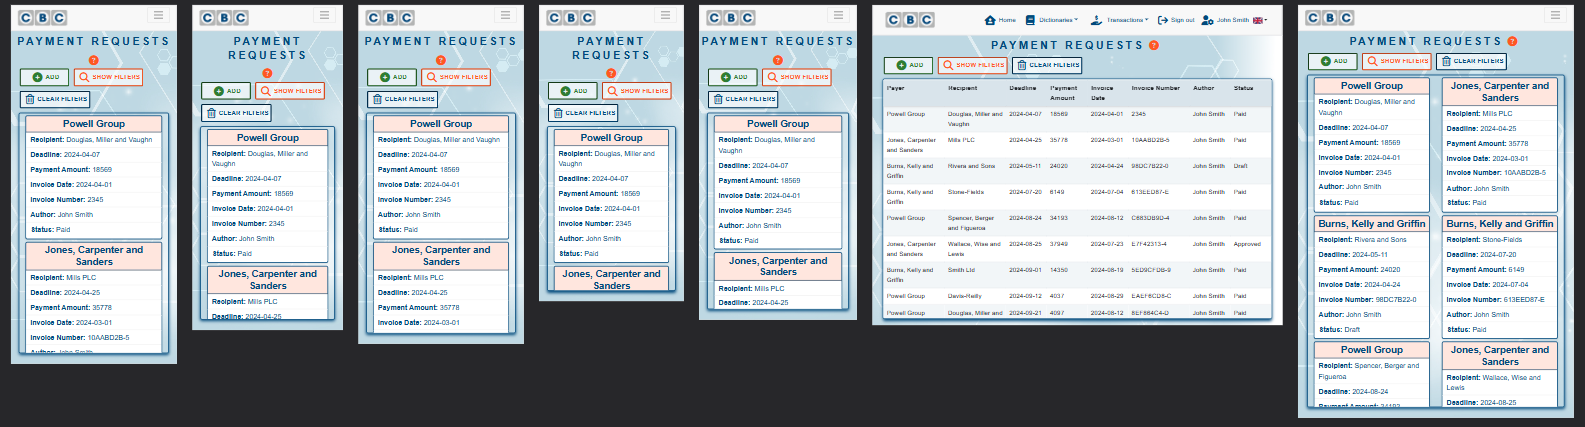 CBC
PAYMENT REQUESTS
?
ADD
SHOW FILTERS
CLEAR FILTERS
Powell Group
Recipient: Douglas, Miller and Vaughn
Deadline: 2024-04-07
Payment Amount: 18569
Invoice Date: 2024-04-01
Invoice Number: 2345
Author: John Smith
Status: Paid
Jones, Carpenter and
Sanders
Recipient: Mills PLC
Deadline: 2024-04-25
Payment Amount: 35778
Invoice Date: 2024-03-01
Invoice Number: 10AABD2B-5
Author: John Smith
CBC
PAYMENT
REQUESTS
?
ADD
SHOW FILTERS
CLEAR FILTERS
Powell Group
Recipient: Douglas, Miller and
Vaughn
Deadline: 2024-04-07
Payment Amount: 18569
Invoice Date: 2024-04-01
Invoice Number: 2345
Author: John Smith
Status: Paid
Jones, Carpenter and
Sanders
Recipient: Mills PLC
Deadline: 2024-04-25
CBC
PAYMENT REQUESTS
?
ADD
SHOW FILTERS
CLEAR FILTERS
Powell Group
Recipient: Douglas, Miller and Vaughn
Deadline: 2024-04-07
Payment Amount: 18569
Invoice Date: 2024-04-01
Invoice Number: 2345
Author: John Smith
Status: Paid
Jones, Carpenter and
Sanders
Recipient: Mills PLC
Deadline: 2024-04-25
Payment Amount: 35778
Invoice Date: 2024-03-01
CBC
PAYMENT
REQUESTS
?
ADD
SHOW FILTERS
CLEAR FILTERS
Powell Group
Recipient: Douglas, Miller and
Vaughn
Deadline: 2024-04-07
Payment Amount: 18569
Invoice Date: 2024-04-01
Invoice Number: 2345
Author: John Smith
Status: Paid
Jones, Carpenter and
Sanders
CBC
PAYMENT REQUESTS
?
ADD
SHOW FILTERS
CLEAR FILTERS
Powell Group
Recipient: Douglas, Miller and
Vaughn
Deadline: 2024-04-07
Payment Amount: 18569
Invoice Date: 2024-04-01
Invoice Number: 2345
Author: John Smith
Status: Paid
Jones, Carpenter and
Sanders
Recipient: Mills PLC
Deadline: 2024-04-25
CBC Home Dictionaries Transactions Sign out John Smith
PAYMENT REQUESTS ?
ADD SHOW FILTERS CLEAR FILTERS
Payer Recipient Deadline Payment Amount Invoice Date Invoice Number Author Status
Powell Group Douglas, Miller and Vaughn 2024-04-07 18569 2024-04-01 2345 John Smith Paid
Jones, Carpenter and Sanders Mills PLC 2024-04-25 35778 2024-03-01 10AABD2B-5 John Smith Paid
Burns, Kelly and Griffin Rivera and Sons 2024-05-11 24020 2024-04-24 98DC7B22-0 John Smith Draft
Burns, Kelly and Griffin Stone-Fields 2024-07-20 6149 2024-07-04 613EED87-E John Smith Paid
Powell Group Spencer, Berger and Figueroa 2024-08-24 34193 2024-08-12 C663DB9D-4 John Smith Paid
Jones, Carpenter and Sanders Wallace, Wise and Lewis 2024-08-25 37949 2024-07-23 E7F42313-4 John Smith Approved
Burns, Kelly and Griffin Smith Ltd 2024-09-01 14350 2024-08-19 5ED9CFDB-9 John Smith Paid
Powell Group Davis-Reilly 2024-09-12 4037 2024-08-29 EAEF6CD8-C John Smith Paid
Powell Group Douglas, Miller and 2024-09-21 4097 2024-08-12 8EF864C4-D John Smith Paid
CBC
PAYMENT REQUESTS ?
ADD SHOW FILTERS CLEAR FILTERS
Powell Group
Recipient: Douglas, Miller and
Vaughn
Deadline: 2024-04-07
Payment Amount: 18569
Invoice Date: 2024-04-01
Invoice Number: 2345
Author: John Smith
Status: Paid
Jones, Carpenter and
Sanders
Recipient: Mills PLC
Deadline: 2024-04-25
Payment Amount: 35778
Invoice Date: 2024-03-01
Invoice Number: 10AABD2B-5
Author: John Smith
Status: Paid
Burns, Kelly and Griffin
Recipient: Rivera and Sons
Deadline: 2024-05-11
Payment Amount: 24020
Invoice Date: 2024-04-24
Invoice Number: 98DC7B22-0
Author: John Smith
Status: Draft
Burns, Kelly and Griffin
Recipient: Stone-Fields
Deadline: 2024-07-20
Payment Amount: 6149
Invoice Date: 2024-07-04
Invoice Number: 613EED87-E
Author: John Smith
Status: Paid
Powell Group
Recipient: Spencer, Berger and
Figueroa
Deadline: 2024-08-24
Payment Amount: 34193
Jones, Carpenter and
Sanders
Recipient: Wallace, Wise and
Lewis
Deadline: 2024-08-25